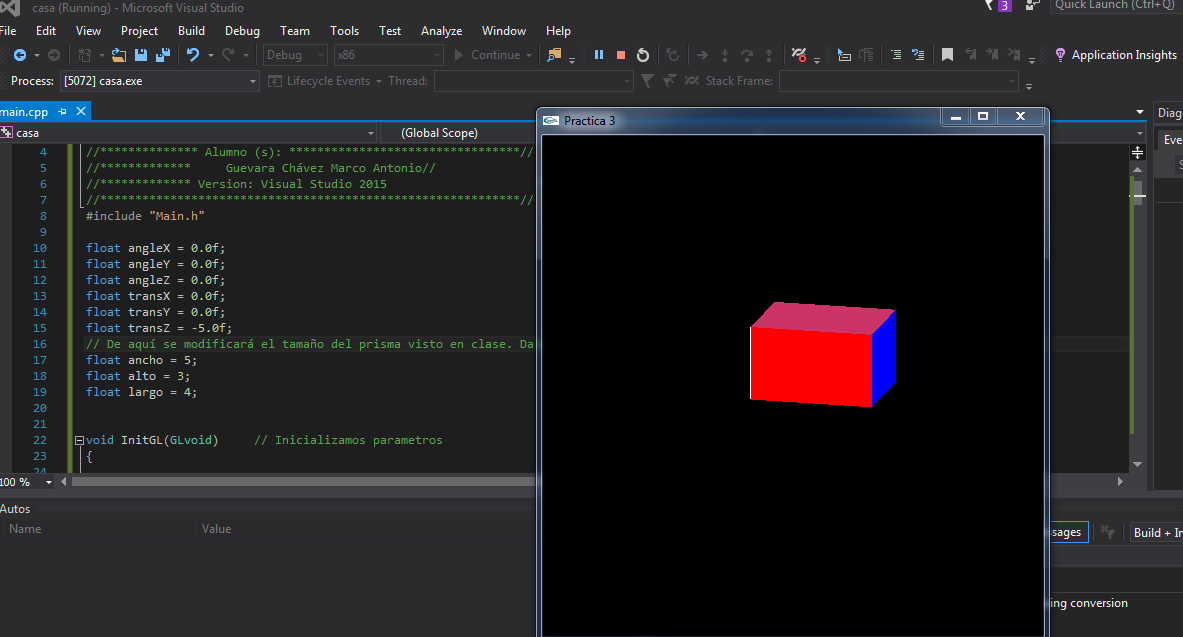 casa (Running) - Microsoft Visual Studio
3
Quick Launch (Ctrl+Q)
File Edit View Project Build Debug Team Tools Test Analyze Window Help
Debug x86 Continue Application Insights
Process: [5072] casa.exe Lifecycle Events Thread: Stack Frame:
main.cpp
casa (Global Scope)
4 //************** Alumno (s): *********************************//
5 //************* Guevara Chávez Marco Antonio//
6 //************* Version: Visual Studio 2015
7 //************************************************************//
8 #include "Main.h"
9
10 float angleX = 0.0f;
11 float angleY = 0.0f;
12 float angleZ = 0.0f;
13 float transX = 0.0f;
14 float transY = 0.0f;
15 float transZ = -5.0f;
16 // De aquí se modificará el tamaño del prisma visto en clase. Da
17 float ancho = 5;
18 float alto = 3;
19 float largo = 4;
20
21
22 void InitGL(GLvoid) // Inicializamos parametros
23 {
24
100 %
Autos
Name Value
Practica 3
Diag
Eve
S
sages Build + In
ing conversion